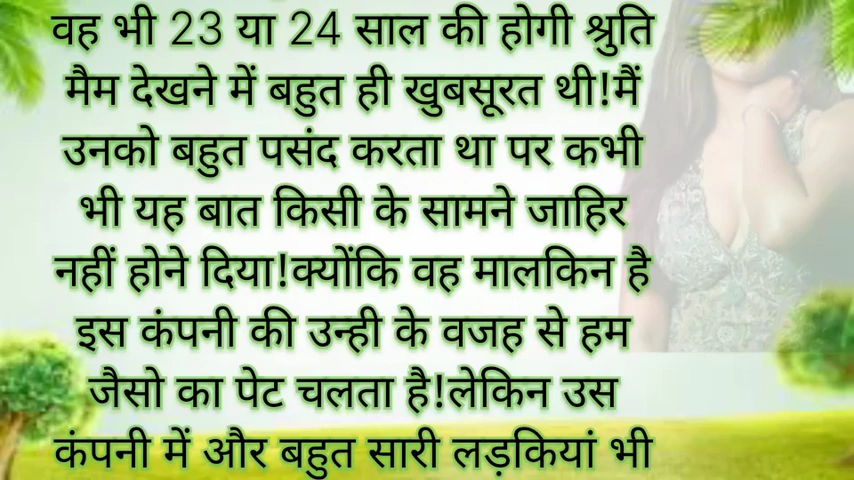 वह भी 23 या 24 साल की होगी श्रुति
मैम देखने में बहुत ही खुबसूरत थी!मैं
उनको बहुत पसंद करता था पर कभी
भी यह बात किसी के सामने जाहिर
नहीं होने दिया!क्योंकि वह मालकिन है
इस कंपनी की उन्ही के वजह से हम
जैसो का पेट चलता है!लेकिन उस
कंपनी में और बहुत सारी लड़कियां भी